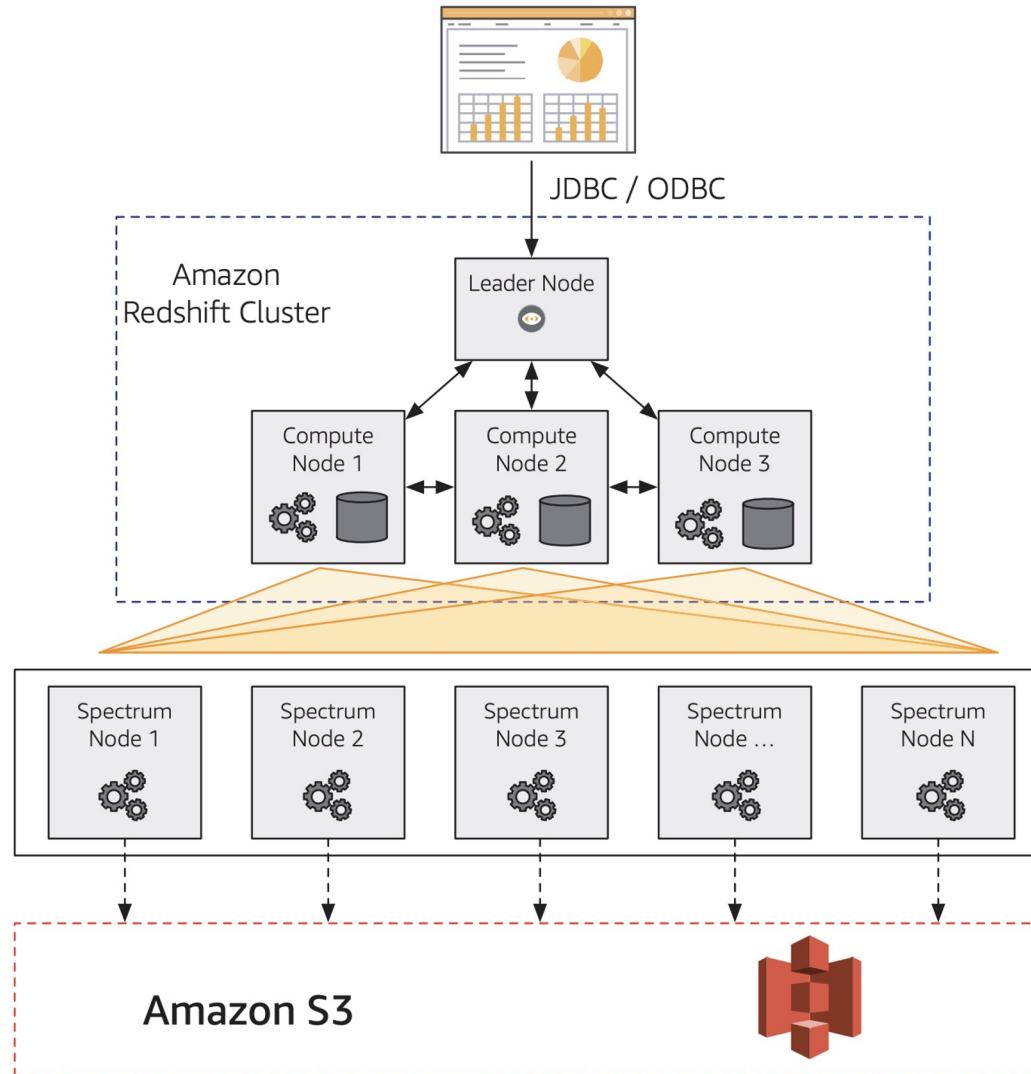 JDBC / ODBC
Amazon
Redshift Cluster
Leader Node
Compute
Node 1
Compute
Node 2
Compute
Node 3
Spectrum
Node 1
Spectrum
Node 2
Spectrum
Node 3
Spectrum
Node ...
Spectrum
Node N
Amazon S3